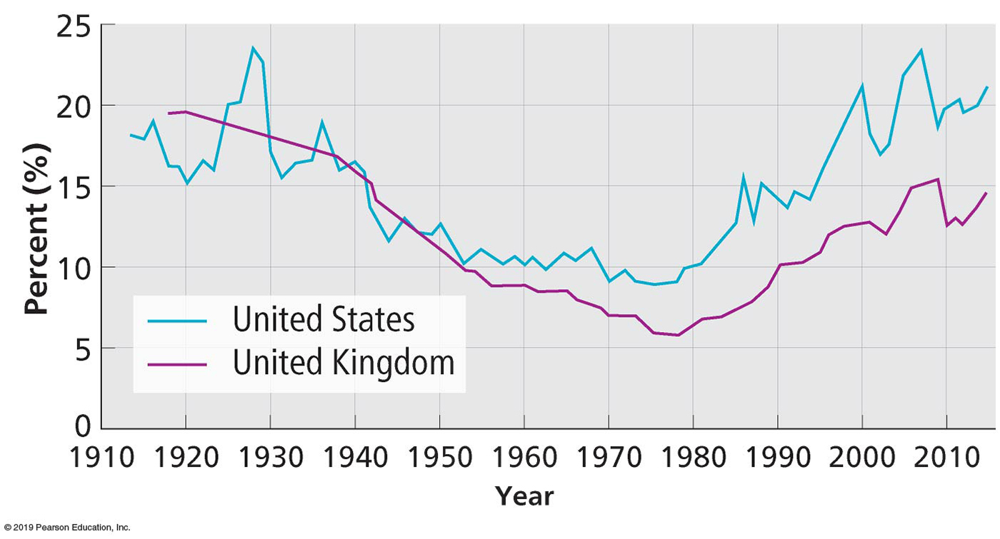 25
20
15
10
5
0
Percent (%)
United States
United Kingdom
1910 1920 1930 1940 1950 1960 1970 1980 1990 2000 2010
Year
© 2019 Pearson Education, Inc.